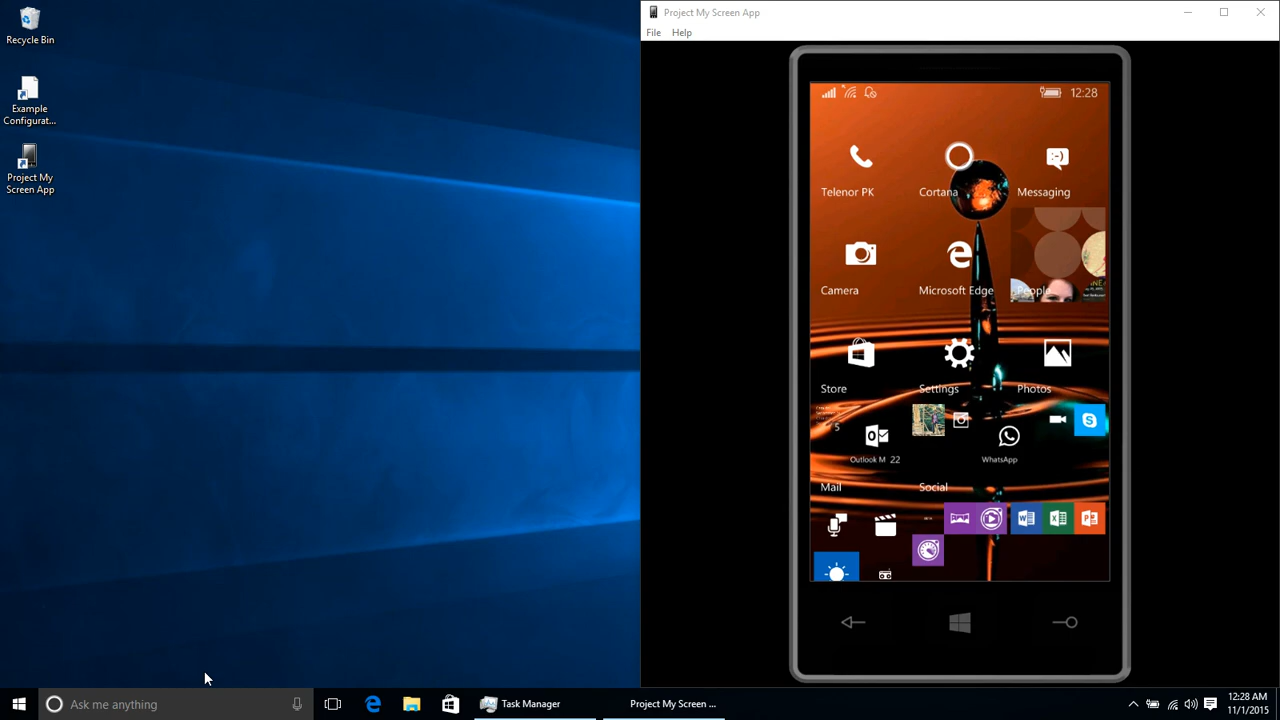 Recycle Bin
Example
Configurat...
Project My
Screen App
Project My Screen App
File Help
12:28
Telenor PK
Cortana
Messaging
Camera
Microsoft Edge
People
Store
Settings
Photos
5
Outlook M 22
WhatsApp
Mail
Social
Ask me anything
Task Manager
Project My Screen ...
12:28 AM
11/1/2015